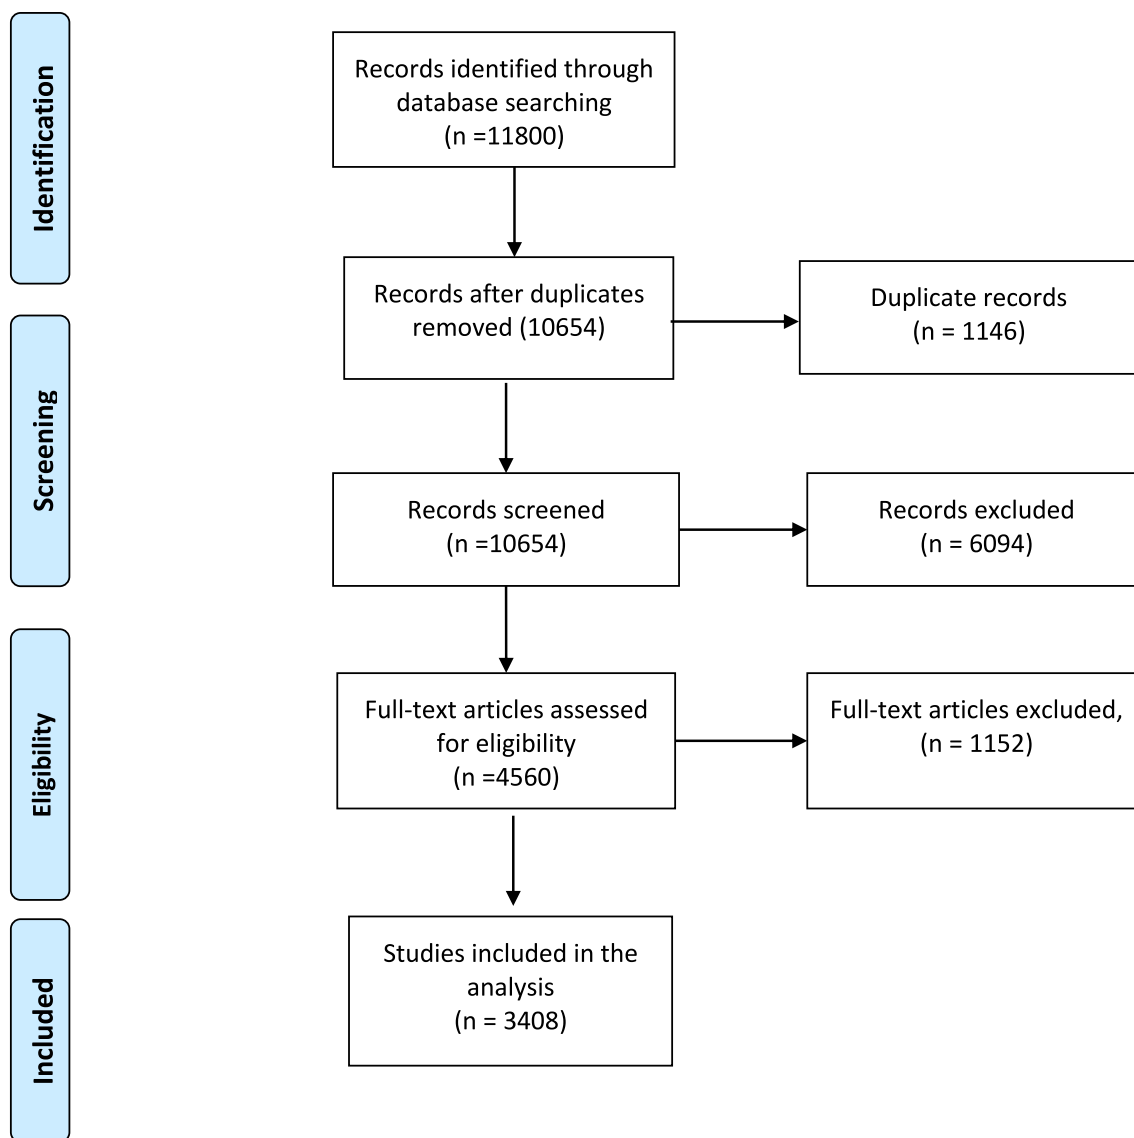 Identification
Records identified through
database searching
(n =11800)
Records after duplicates
removed (10654)
Duplicate records
(n = 1146)
Screening
Records screened
(n =10654)
Records excluded
(n = 6094)
Eligibility
Full-text articles assessed
for eligibility
(n =4560)
Full-text articles excluded,
(n = 1152)
Included
Studies included in the
analysis
(n = 3408)